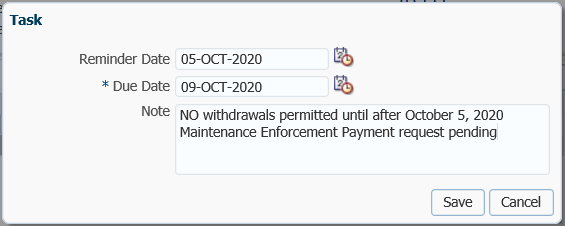 Task
Reminder Date 05-OCT-2020
* Due Date 09-OCT-2020
Note NO withdrawals permitted until after October 5, 2020
Maintenance Enforcement Payment request pending
Save Cancel